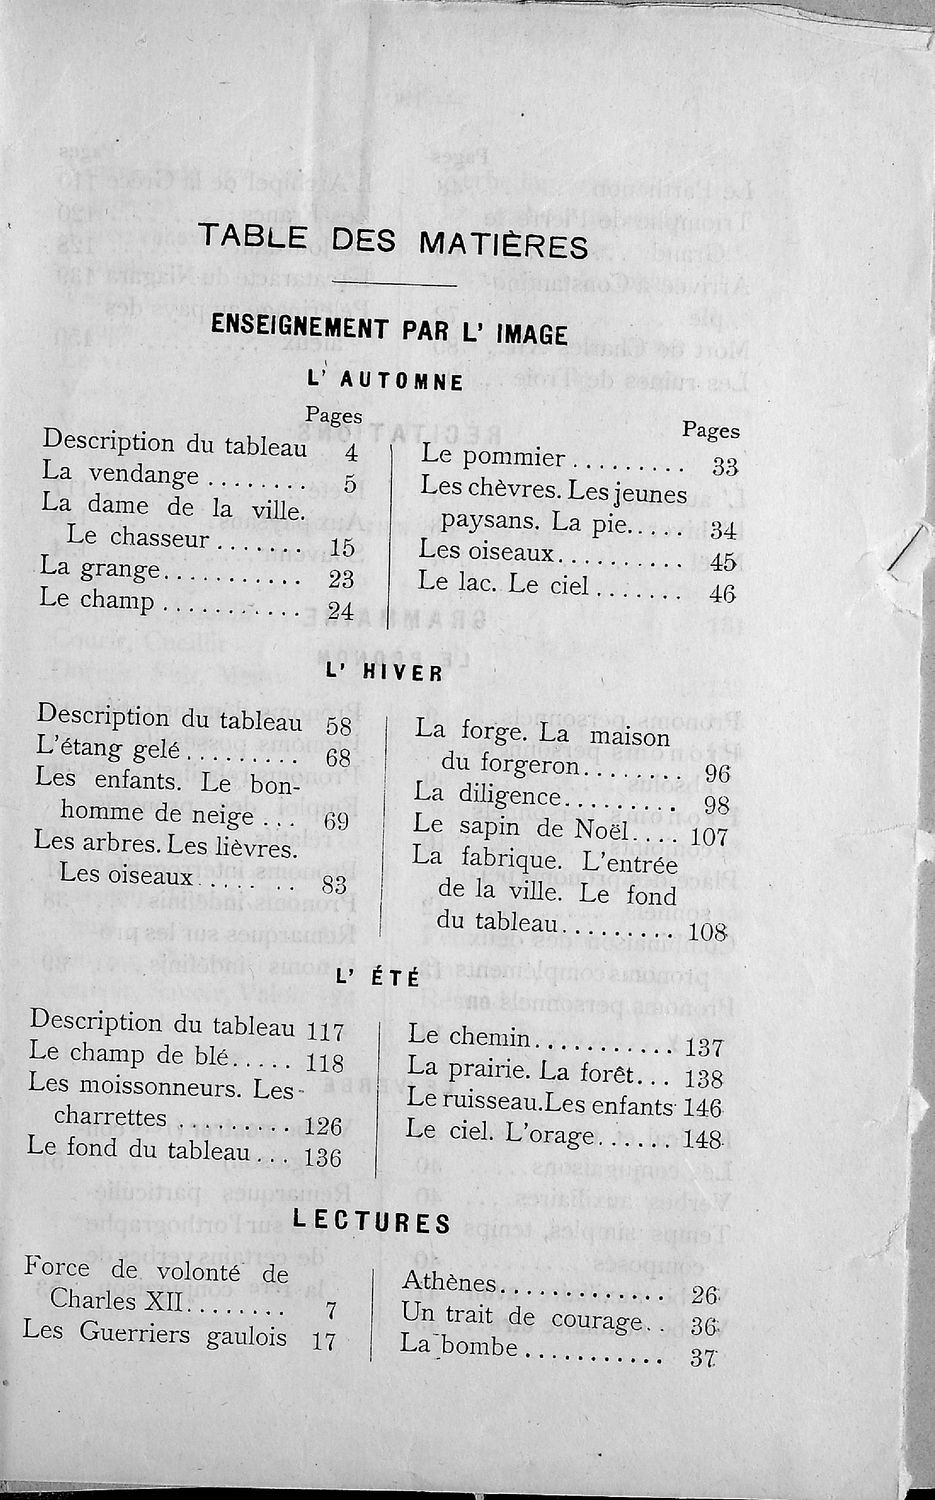 TABLE DES MATIÈRES
ENSEIGNEMENT PAR L' IMAGE
L' AUTOMNE
Pages
Description du tableau 4
La vendange ........ 5
La dame de la ville.
Le chasseur ....... 15
La grange........... 23
Le champ ........... 24
Pages
Le pommier ......... 33
Les chèvres. Les jeunes
paysans. La pie..... 34
Les oiseaux.......... 45
Le lac. Le ciel ....... 46
L' HIVER
Description du tableau 58
L'étang gelé ......... 68
Les enfants. Le bon-
homme de neige ... 69
Les arbres. Les lièvres.
Les oiseaux ....... 83
La forge. La maison
du forgeron........ 96
La diligence......... 98
Le sapin de Noël.... 107
La fabrique. L'entrée
de la ville. Le fond
du tableau......... 108
L' ÉTÉ
Description du tableau 117
Le champ de blé..... 118
Les moissonneurs. Les
charrettes ......... 126
Le fond du tableau... 136
Le chemin........... 137
La prairie. La forêt... 138
Le ruisseau. Les enfants 146
Le ciel. L'orage...... 148
LECTURES
Force de volonté de
Charles XII........ 7
Les Guerriers gaulois 17
Athènes............. 26
Un trait de courage.. 36
La bombe ........... 37